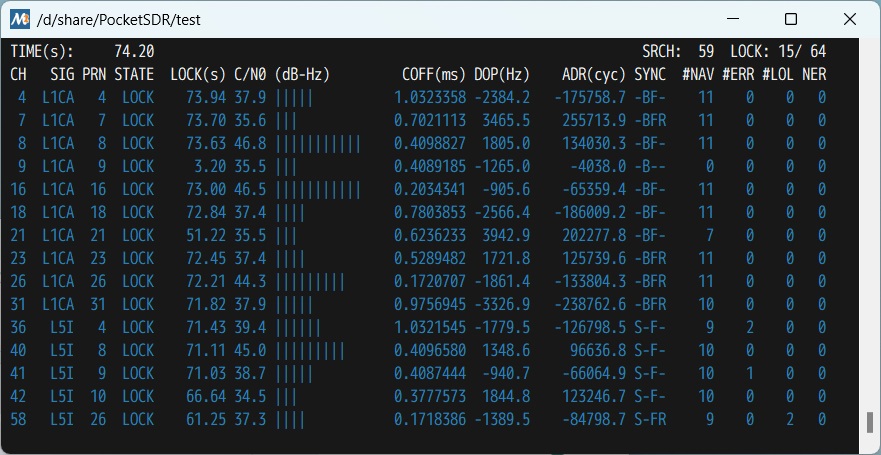 /d/share/PocketSDR/test
TIME(s): 74.20 SRCH: 59 LOCK: 15/ 64
CH SIG PRN STATE LOCK(s) C/N0 (dB-Hz) COFF(ms) DOP(Hz) ADR(cyc) SYNC #NAV #ERR #LOL NER
4 L1CA 4 LOCK 73.94 37.9 ||||| 1.0323358 -2384.2 -175758.7 -BF- 11 0 0 0
7 L1CA 7 LOCK 73.70 35.6 ||| 0.7021113 3465.5 255713.9 -BFR 11 0 0 0
8 L1CA 8 LOCK 73.63 46.8 ||||||||||| 0.4098827 1805.0 134030.3 -BF- 11 0 0 0
9 L1CA 9 LOCK 3.20 35.5 ||| 0.4089185 -1265.0 -4038.0 -B-- 0 0 0 0
16 L1CA 16 LOCK 73.00 46.5 ||||||||||| 0.2034341 -905.6 -65359.4 -BF- 11 0 0 0
18 L1CA 18 LOCK 72.84 37.4 |||| 0.7803853 -2566.4 -186009.2 -BF- 11 0 0 0
21 L1CA 21 LOCK 51.22 35.5 ||| 0.6236233 3942.9 202277.8 -BF- 7 0 0 0
23 L1CA 23 LOCK 72.45 37.4 |||| 0.5289482 1721.8 125739.6 -BFR 11 0 0 0
26 L1CA 26 LOCK 72.21 44.3 ||||||||| 0.1720707 -1861.4 -133804.3 -BFR 11 0 0 0
31 L1CA 31 LOCK 71.82 37.9 ||||| 0.9756945 -3326.9 -238762.6 -BFR 10 0 0 0
36 L5I 4 LOCK 71.43 39.4 |||||| 1.0321545 -1779.5 -126798.5 S-F- 9 2 0 0
40 L5I 8 LOCK 71.11 45.0 ||||||||| 0.4096580 1348.6 96636.8 S-F- 10 0 0 0
41 L5I 9 LOCK 71.03 38.7 ||||| 0.4087444 -940.7 -66064.9 S-F- 10 1 0 0
42 L5I 10 LOCK 66.64 34.5 ||| 0.3777573 1844.8 123246.7 S-F- 10 0 0 0
58 L5I 26 LOCK 61.25 37.3 |||| 0.1718386 -1389.5 -84798.7 S-FR 9 0 2 0